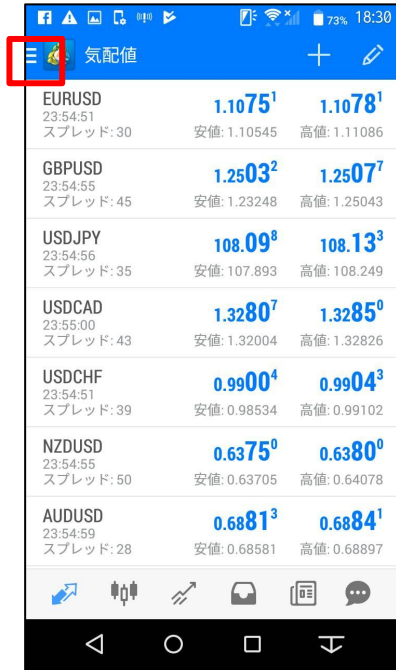 73% 18:30
気配値
EURUSD 1.10751 1.10781
23:54:51
スプレッド: 30 安値: 1.10545 高値: 1.11086
GBPUSD 1.25032 1.25077
23:54:55
スプレッド: 45 安値: 1.23248 高値: 1.25043
USDJPY 108.098 108.133
23:54:56
スプレッド: 35 安値: 107.893 高値: 108.249
USDCAD 1.32807 1.32850
23:55:00
スプレッド: 43 安値: 1.32004 高値: 1.32826
USDCHF 0.99004 0.99043
23:54:51
スプレッド: 39 安値: 0.98534 高値: 0.99102
NZDUSD 0.63750 0.63800
23:54:55
スプレッド: 50 安値: 0.63705 高値: 0.64078
AUDUSD 0.68813 0.68841
23:54:59
スプレッド: 28 安値: 0.68581 高値: 0.68897